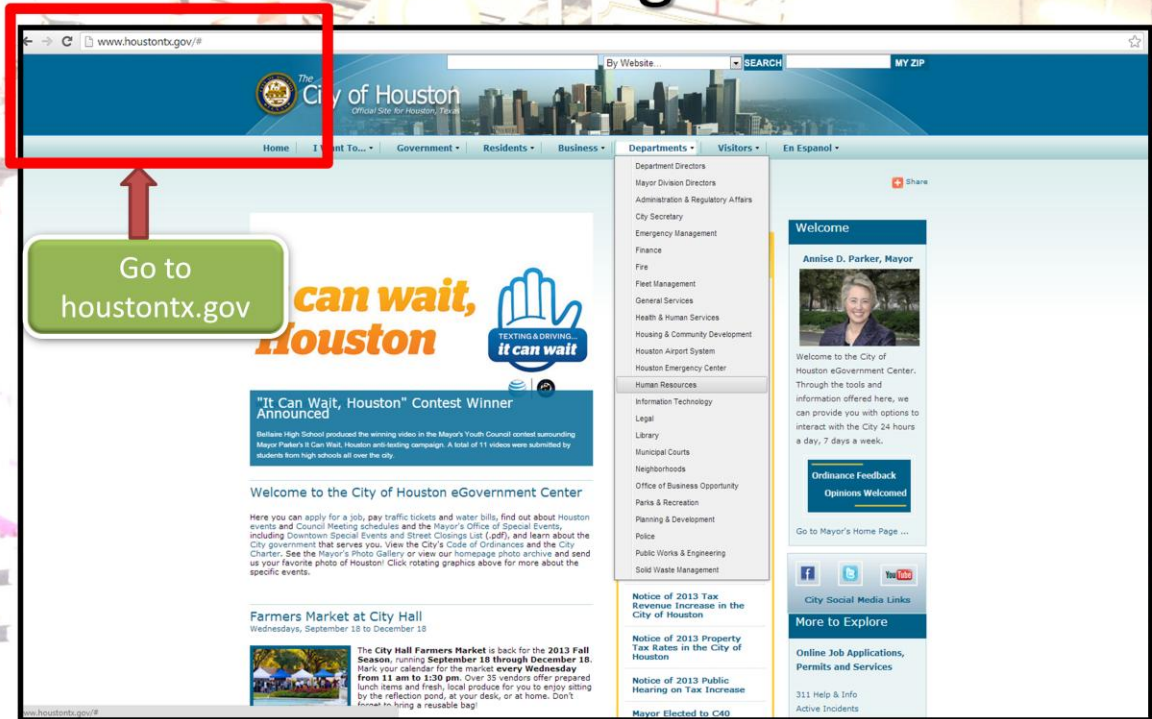 www.houstontx.gov/#
By Website...
SEARCH
MY ZIP
The
City of Houston
Official Site for Houston, Texas
Home
I Want To...
Government
Residents
Business
Departments
Visitors
En Espanol
Share
Go to
houstontx.gov
can wait,
Houston
TEXTING & DRIVING...
it can wait
"It Can Wait, Houston" Contest Winner
Announced
Bellaire High School produced the winning video in the Mayor's Youth Council contest surrounding
Mayor Parker's It Can Wait, Houston anti-texting campaign. A total of 11 videos were submitted by
students from high schools all over the city.
Welcome to the City of Houston eGovernment Center
Here you can apply for a job, pay traffic tickets and water bills, find out about Houston
events and Council Meeting schedules and the Mayor's Office of Special Events,
including Downtown Special Events and Street Closings List (.pdf), and learn about the
City government that serves you. View the City's Code of Ordinances and the City
Charter. See the Mayor's Photo Gallery or view our homepage photo archive and send
us your favorite photo of Houston! Click rotating graphics above for more about the
specific events.
Farmers Market at City Hall
Wednesdays, September 18 to December 18
The City Hall Farmers Market is back for the 2013 Fall
Season, running September 18 through December 18.
Mark your calendar for the market every Wednesday
from 11 am to 1:30 pm. Over 35 vendors offer prepared
lunch items and fresh, local produce for you to enjoy sitting
by the reflection pond, at your desk, or at home. Don't
forget to bring a reusable bag!
Department Directors
Mayor Division Directors
Administration & Regulatory Affairs
City Secretary
Emergency Management
Finance
Fire
Fleet Management
General Services
Health & Human Services
Housing & Community Development
Houston Airport System
Houston Emergency Center
Human Resources
Information Technology
Legal
Library
Municipal Courts
Neighborhoods
Office of Business Opportunity
Parks & Recreation
Planning & Development
Police
Public Works & Engineering
Solid Waste Management
Notice of 2013 Tax
Revenue Increase in the
City of Houston
Notice of 2013 Property
Tax Rates in the City of
Houston
Notice of 2013 Public
Hearing on Tax Increase
Mayor Elected to C40
Welcome
Annise D. Parker, Mayor
Welcome to the City of
Houston eGovernment Center.
Through the tools and
information offered here, we
can provide you with options to
interact with the City 24 hours
a day, 7 days a week.
Ordinance Feedback
Opinions Welcomed
Go to Mayor's Home Page ...
You Tube
City Social Media Links
More to Explore
Online Job Applications,
Permits and Services
311 Help & Info
Active Incidents
www.houstontx.gov/#